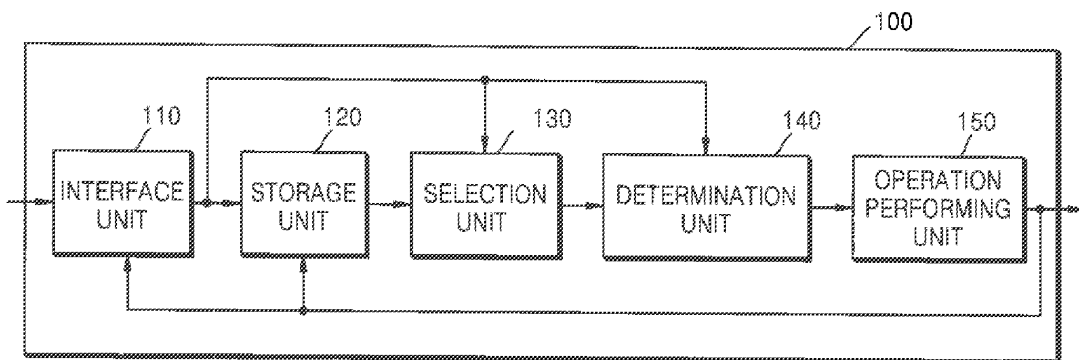 100
110
120
130
140
150
INTERFACE
UNIT
STORAGE
UNIT
SELECTION
UNIT
DETERMINATION
UNIT
OPERATION
PERFORMING
UNIT